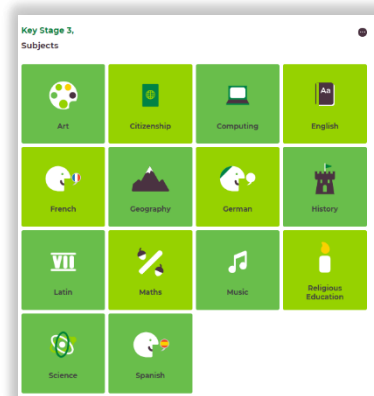 Key Stage 3,
Subjects
Art
Citizenship
Computing
Aa
English
French
Geography
German
History
VII
Latin
Maths
Music
Religious
Education
Science
Spanish